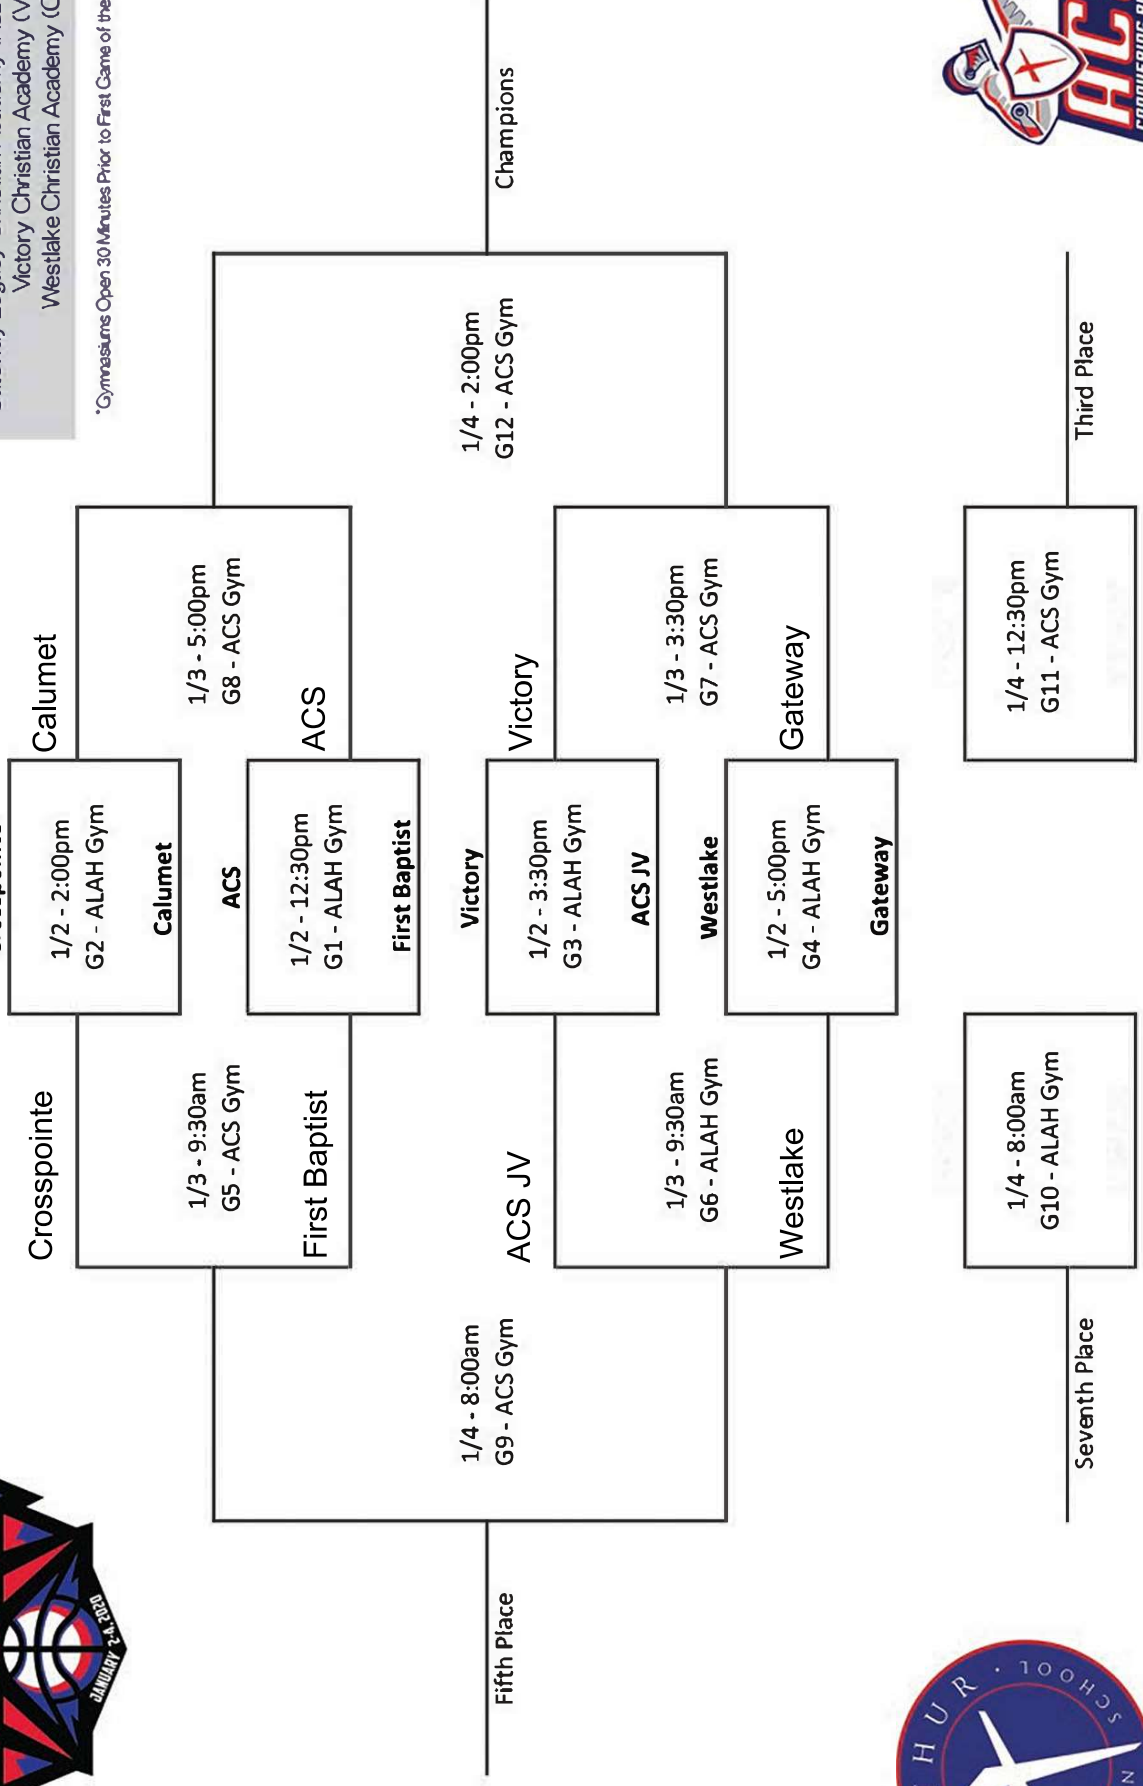 Victory Christian Academy (V
Westlake Christian Academy (C
*Gymnasiums Open 30 Minutes Prior to First Game of the
Crosspointe
Calumet
1/2 - 2:00pm
G2 - ALAH Gym
Calumet
1/3 - 9:30am
G5 - ACS Gym
1/3 - 5:00pm
G8 - ACS Gym
ACS
First Baptist
1/2 - 12:30pm
G1 - ALAH Gym
ACS
First Baptist
1/4 - 8:00am
G9 - ACS Gym
1/4 - 2:00pm
G12 - ACS Gym
Fifth Place
Champions
Victory
ACS JV
1/2 - 3:30pm
G3 - ALAH Gym
Victory
ACS JV
1/3 - 9:30am
G6 - ALAH Gym
1/3 - 3:30pm
G7 - ACS Gym
Westlake
Westlake
1/2 - 5:00pm
G4 - ALAH Gym
Gateway
Gateway
1/4 - 8:00am
G10 - ALAH Gym
1/4 - 12:30pm
G11 - ACS Gym
Seventh Place
Third Place
JANUARY 2-4, 2020
HUR · SCHOOL
AC